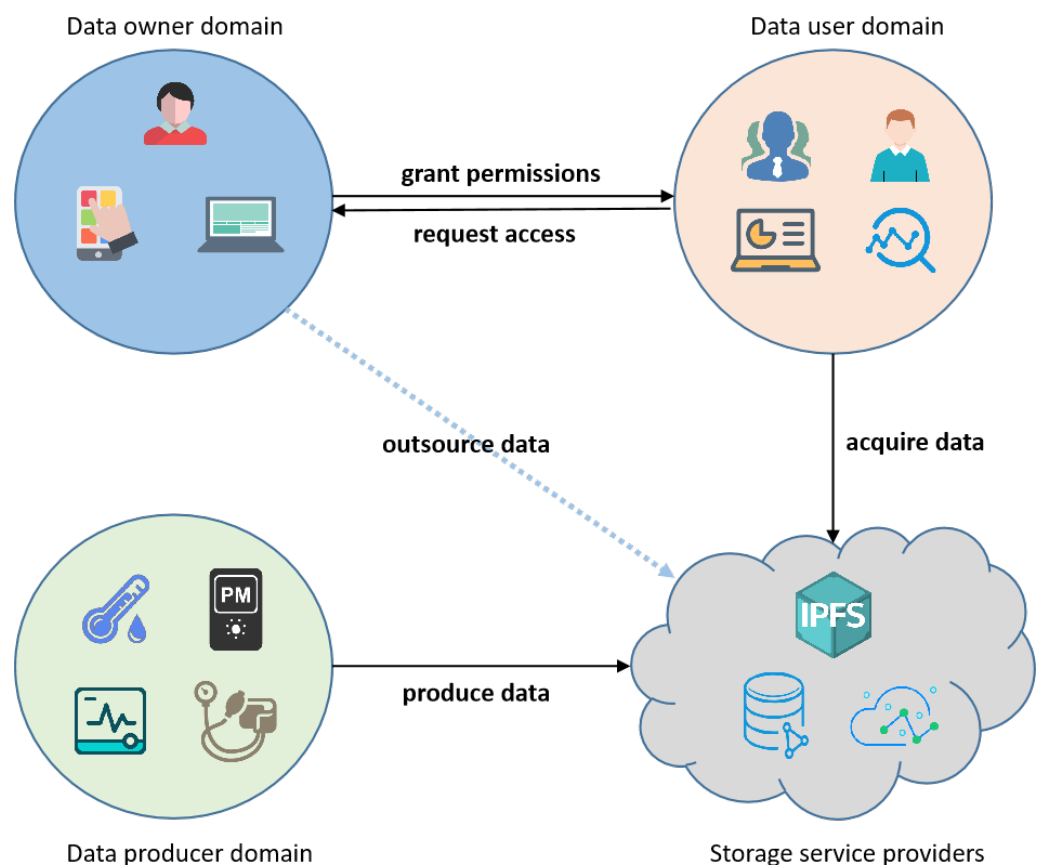 Data owner domain
Data user domain
grant permissions
request access
outsource data
acquire data
PM
IPFS
produce data
Data producer domain
Storage service providers